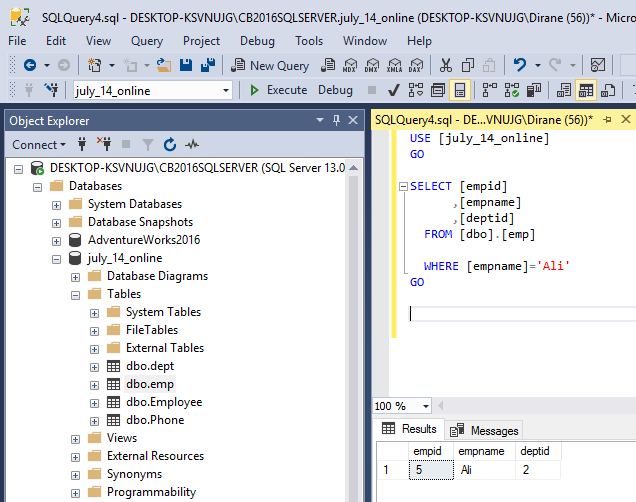 SQLQuery4.sql - DESKTOP-KSVNUJG\CB2016SQLSERVER.july_14_online (DESKTOP-KSVNUJG\Dirane (56))* - Micros
File Edit View Query Project Debug Tools Window Help
New Query MDX DMX XMLA DAX
july_14_online Execute Debug
Object Explorer
Connect
DESKTOP-KSVNUJG\CB2016SQLSERVER (SQL Server 13.0
Databases
System Databases
Database Snapshots
AdventureWorks2016
july_14_online
Database Diagrams
Tables
System Tables
FileTables
External Tables
dbo.dept
dbo.emp
dbo.Employee
dbo.Phone
Views
External Resources
Synonyms
Programmability
SQLQuery4.sql - DE...VNUJG\Dirane (56))*
USE [july_14_online]
GO
SELECT [empid]
,[empname]
,[deptid]
FROM [dbo].[emp]
WHERE [empname]='Ali'
GO
100 %
Results Messages
empid empname deptid
1 5 Ali 2